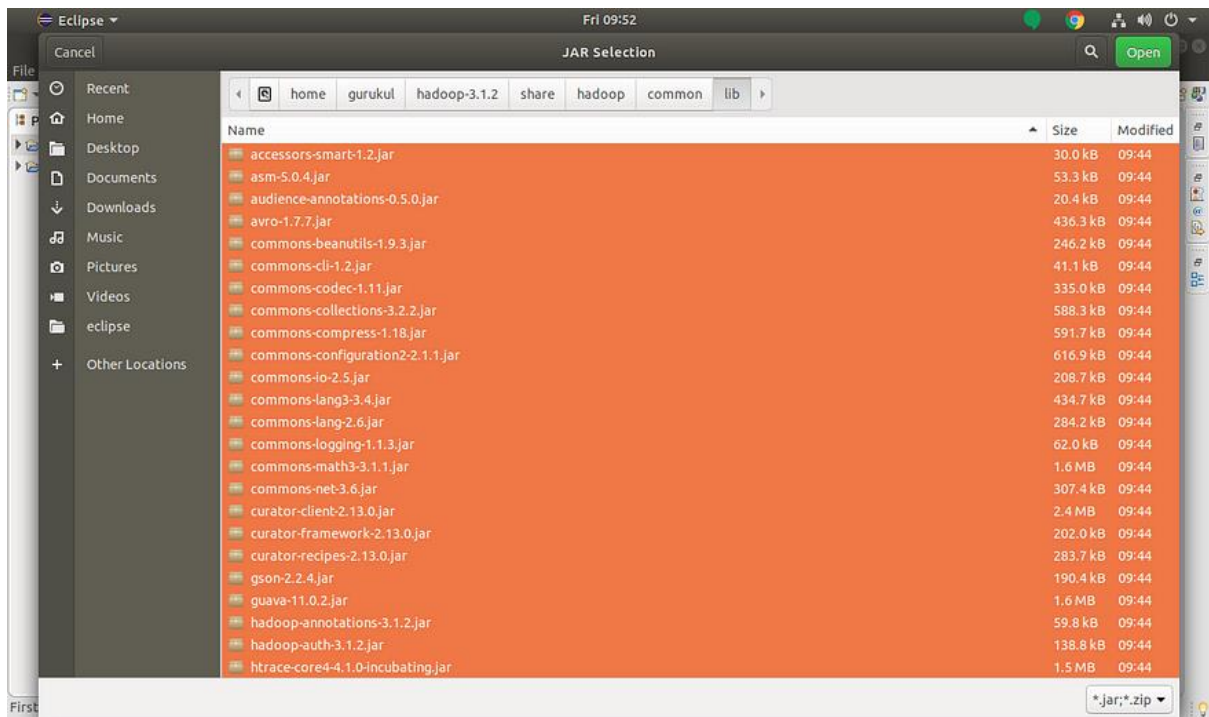 Eclipse Fri 09:52
Cancel JAR Selection Open
File
Recent
Home
Desktop
Documents
Downloads
Music
Pictures
Videos
eclipse
+ Other Locations
home gurukul hadoop-3.1.2 share hadoop common lib
Name Size Modified
accessors-smart-1.2.jar 30.0 kB 09:44
asm-5.0.4.jar 53.3 kB 09:44
audience-annotations-0.5.0.jar 20.4 kB 09:44
avro-1.7.7.jar 436.3 kB 09:44
commons-beanutils-1.9.3.jar 246.2 kB 09:44
commons-cli-1.2.jar 41.1 kB 09:44
commons-codec-1.11.jar 335.0 kB 09:44
commons-collections-3.2.2.jar 588.3 kB 09:44
commons-compress-1.18.jar 591.7 kB 09:44
commons-configuration2-2.1.1.jar 616.9 kB 09:44
commons-io-2.5.jar 208.7 kB 09:44
commons-lang3-3.4.jar 434.7 kB 09:44
commons-lang-2.6.jar 284.2 kB 09:44
commons-logging-1.1.3.jar 62.0 kB 09:44
commons-math3-3.1.1.jar 1.6 MB 09:44
commons-net-3.6.jar 307.4 kB 09:44
curator-client-2.13.0.jar 2.4 MB 09:44
curator-framework-2.13.0.jar 202.0 kB 09:44
curator-recipes-2.13.0.jar 283.7 kB 09:44
gson-2.2.4.jar 190.4 kB 09:44
guava-11.0.2.jar 1.6 MB 09:44
hadoop-annotations-3.1.2.jar 59.8 kB 09:44
hadoop-auth-3.1.2.jar 138.8 kB 09:44
htrace-core4-4.1.0-incubating.jar 1.5 MB 09:44
*.jar;*.zip
First